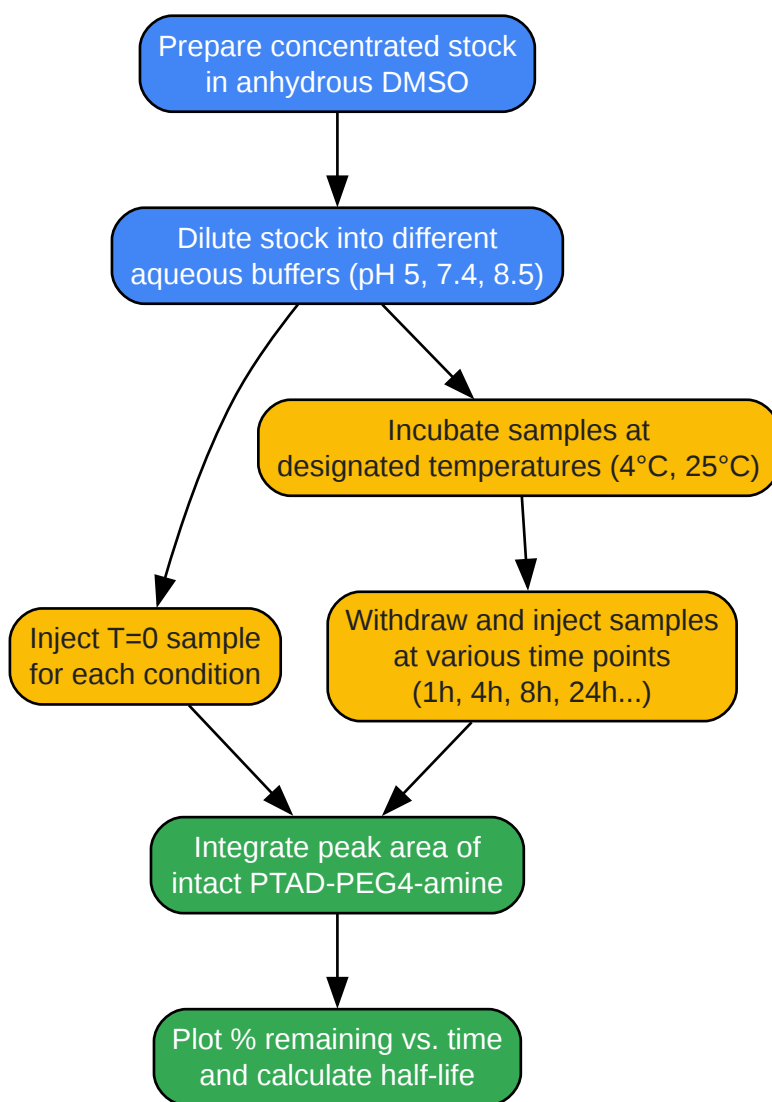 Prepare concentrated stock
in anhydrous DMSO
Dilute stock into different
aqueous buffers (pH 5, 7.4, 8.5)
Incubate samples at
designated temperatures (4°C, 25°C)
Inject T=0 sample
for each condition
Withdraw and inject samples
at various time points
(1h, 4h, 8h, 24h...)
Integrate peak area of
intact PTAD-PEG4-amine
Plot % remaining vs. time
and calculate half-life